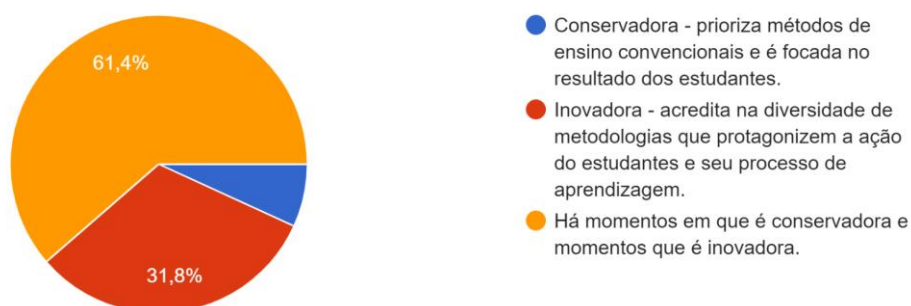 61,4%
31,8%
Conservadora - prioriza métodos de
ensino convencionais e é focada no
resultado dos estudantes.
Inovadora - acredita na diversidade de
metodologias que protagonizem a ação
do estudantes e seu processo de
aprendizagem.
Há momentos em que é conservadora e
momentos que é inovadora.